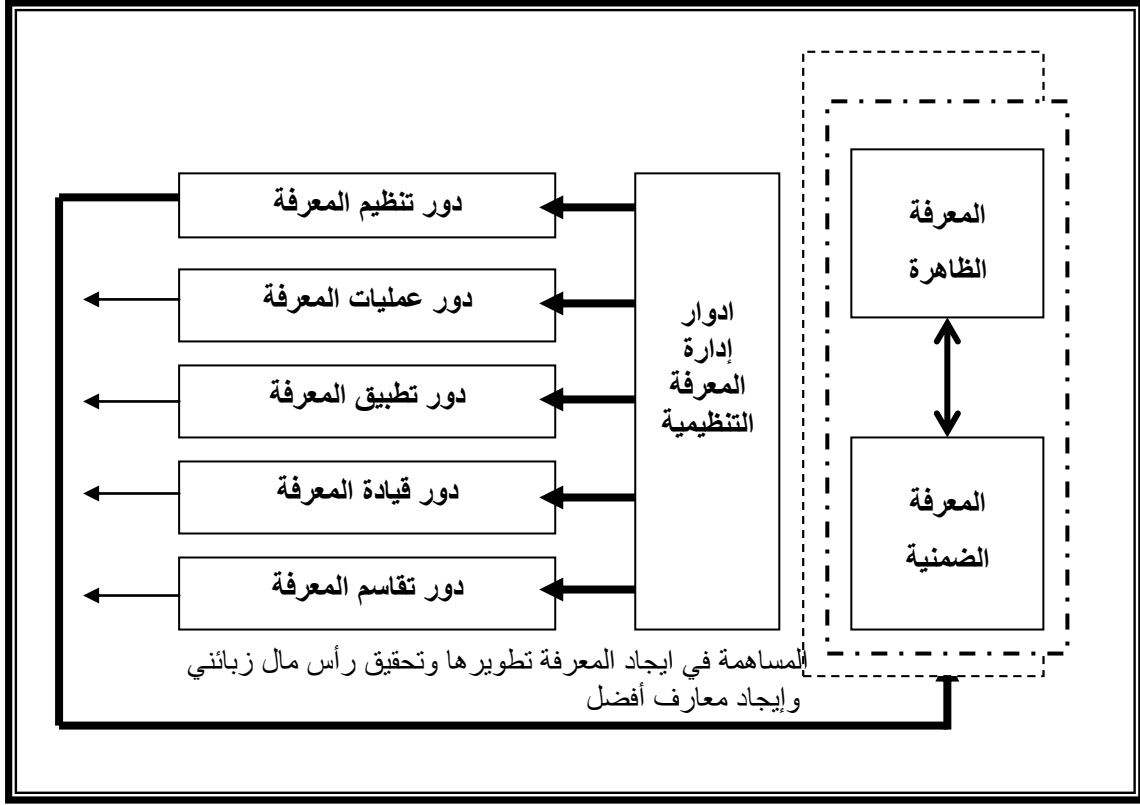 المعرفة
الظاهرة
المعرفة
الضمنية
ادوار
إدارة
المعرفة
التنظيمية
دور تنظيم المعرفة
دور عمليات المعرفة
دور تطبيق المعرفة
دور قيادة المعرفة
دور تقاسم المعرفة
المساهمة في ايجاد المعرفة تطويرها وتحقيق رأس مال زبائني
وإيجاد معارف أفضل